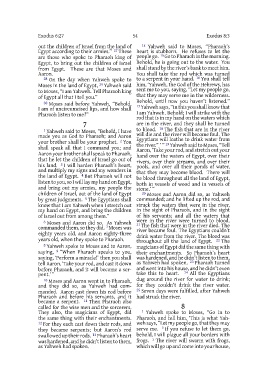 Exodus 6:27
51
Exodus 8:3
out the children of Israel from the land of
Egypt according to their armies." 27 These
are those who spoke to Pharaoh king of
Egypt, to bring out the children of Israel
from Egypt. These are that Moses and
Aaron.
28 On the day when Yahweh spoke to
Moses in the land of Egypt, 29 Yahweh said
to Moses, "I am Yahweh. Tell Pharaoh king
of Egypt all that I tell you."
30 Moses said before Yahweh, "Behold,
I am of uncircumcised lips, and how shall
Pharaoh listen to me?"
7
1 Yahweh said to Moses, "Behold, I have
made you as God to Pharaoh; and Aaron
your brother shall be your prophet. 2 You
shall speak all that I command you; and
Aaron your brother shall speak to Pharaoh,
that he let the children of Israel go out of
his land. 3 I will harden Pharaoh's heart,
and multiply my signs and my wonders in
the land of Egypt. 4 But Pharaoh will not
listen to you, so I will lay my hand on Egypt,
and bring out my armies, my people the
children of Israel, out of the land of Egypt
by great judgments. 5 The Egyptians shall
know that I am Yahweh when I stretch out
my hand on Egypt, and bring the children
of Israel out from among them."
6 Moses and Aaron did so. As Yahweh
commanded them, so they did. 7 Moses was
eighty years old, and Aaron eighty-three
years old, when they spoke to Pharaoh.
8 Yahweh spoke to Moses and to Aaron,
saying, 9 "When Pharaoh speaks to you,
saying, 'Perform a miracle!' then you shall
tell Aaron, 'Take your rod, and cast it down
before Pharaoh, and it will become a ser-
pent.'"
10 Moses and Aaron went in to Pharaoh,
and they did so, as Yahweh had com-
manded. Aaron cast down his rod before
Pharaoh and before his servants, and it
became a serpent. 11 Then Pharaoh also
called for the wise men and the sorcerers.
They also, the magicians of Egypt, did
the same thing with their enchantments.
12 For they each cast down their rods, and
they became serpents; but Aaron's rod
swallowed up their rods. 13 Pharaoh's heart
was hardened, and he didn't listen to them,
as Yahweh had spoken.
14 Yahweh said to Moses, "Pharaoh's
heart is stubborn. He refuses to let the
people go. 15 Go to Pharaoh in the morning.
Behold, he is going out to the water. You
shall stand by the river's bank to meet him.
You shall take the rod which was turned
to a serpent in your hand. 16 You shall tell
him, 'Yahweh, the God of the Hebrews, has
sent me to you, saying, "Let my people go,
that they may serve me in the wilderness.
Behold, until now you haven't listened."
17 Yahweh says, "In this you shall know that
I am Yahweh. Behold: I will strike with the
rod that is in my hand on the waters which
are in the river, and they shall be turned
to blood. 18 The fish that are in the river
will die and the river will become foul. The
Egyptians will loathe to drink water from
the river."'" 19 Yahweh said to Moses, "Tell
Aaron, 'Take your rod, and stretch out your
hand over the waters of Egypt, over their
rivers, over their streams, and over their
pools, and over all their ponds of water,
that they may become blood. There will
be blood throughout all the land of Egypt,
both in vessels of wood and in vessels of
stone.'"
20 Moses and Aaron did so, as Yahweh
commanded; and he lifted up the rod, and
struck the waters that were in the river,
in the sight of Pharaoh, and in the sight
of his servants; and all the waters that
were in the river were turned to blood.
21 The fish that were in the river died. The
river became foul. The Egyptians couldn't
drink water from the river. The blood was
throughout all the land of Egypt. 22 The
magicians of Egypt did the same thing with
their enchantments. So Pharaoh's heart
was hardened, and he didn't listen to them,
as Yahweh had spoken. 23 Pharaoh turned
and went into his house, and he didn't even
take this to heart. 24 All the Egyptians
dug around the river for water to drink;
for they couldn't drink the river water.
25 Seven days were fulfilled, after Yahweh
had struck the river.
8
1 Yahweh spoke to Moses, "Go in to
Pharaoh, and tell him, 'This is what Yah-
weh says, "Let my people go, that they may
serve me. 2 If you refuse to let them go,
behold, I will plague all your borders with
frogs. 3 The river will swarm with frogs,
which will go up and come into your house,